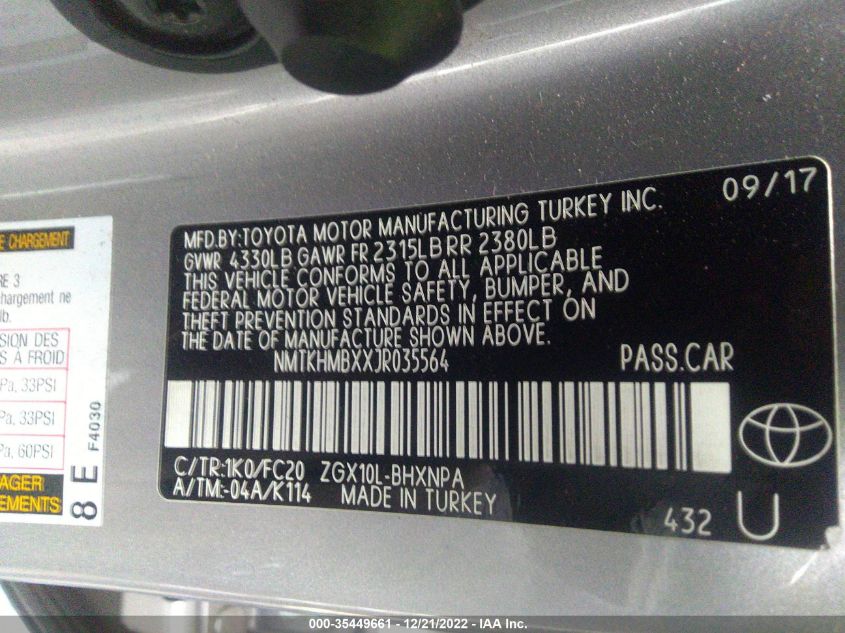 E CHARGEMENT
RE 3
chargement ne
lb.
SION DES
S A FROID
Pa, 33PSI
Pa, 33PSI
Pa, 60PSI
AGER
EMENTS
8 E
F4030
09/17
MFD.BY:TOYOTA MOTOR MANUFACTURING TURKEY INC.
GVWR 4330LB GAWR FR 2315LB RR 2380LB
THIS VEHICLE CONFORMS TO ALL APPLICABLE
FEDERAL MOTOR VEHICLE SAFETY, BUMPER, AND
THEFT PREVENTION STANDARDS IN EFFECT ON
THE DATE OF MANUFACTURE SHOWN ABOVE.
NMTKHMBXXJR035564 PASS.CAR
C/TR:1K0/FC20 ZGX10L-BHXNPA
A/TM:-04A/K114 MADE IN TURKEY
432 U
000-35449661 - 12/21/2022 - IAA Inc.